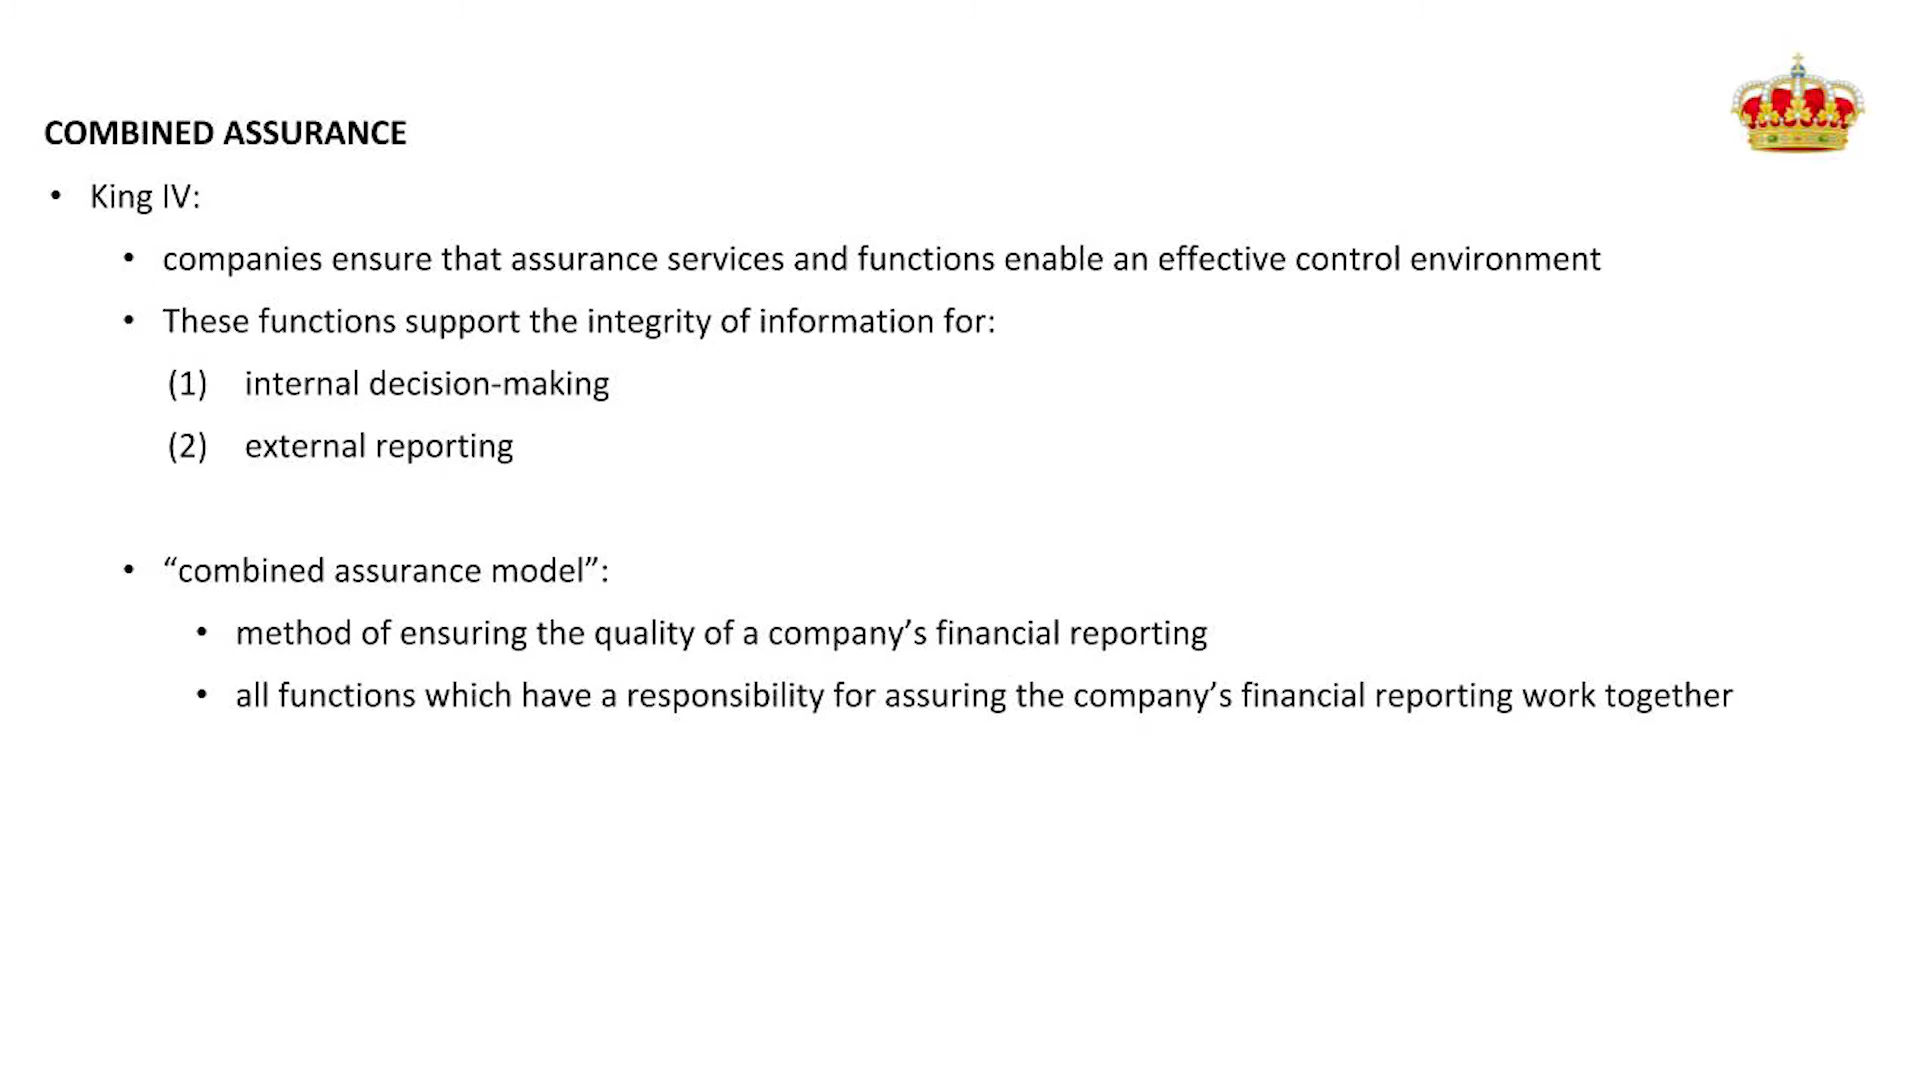 COMBINED ASSURANCE
• King IV:
• companies ensure that assurance services and functions enable an effective control environment
• These functions support the integrity of information for:
(1) internal decision-making
(2) external reporting
• “combined assurance model”:
• method of ensuring the quality of a company’s financial reporting
• all functions which have a responsibility for assuring the company’s financial reporting work together